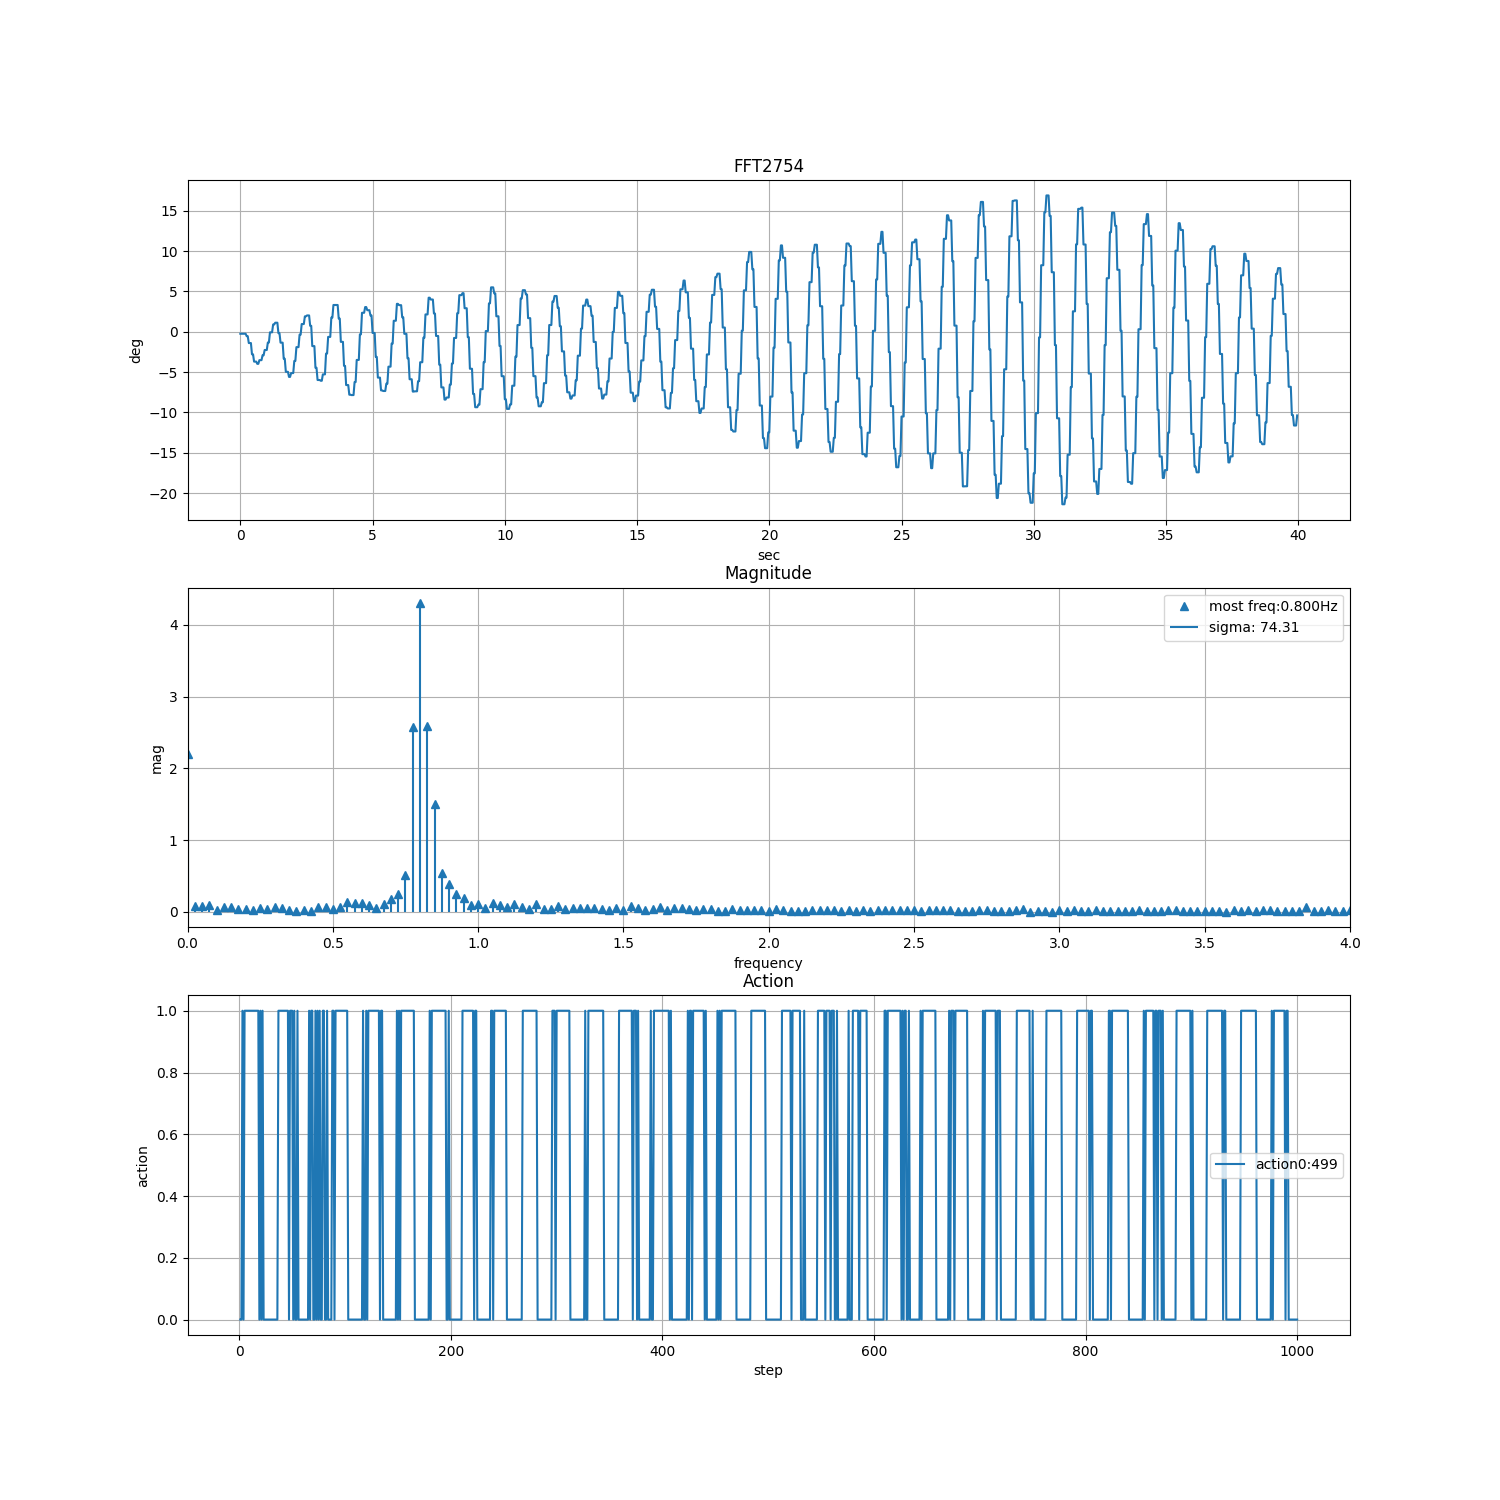 FFT2754
15
10
5
0
−5
−10
−15
−20
deg
0 5 10 15 20 25 30 35 40
sec
Magnitude
most freq:0.800Hz
sigma: 74.31
4
3
2
1
0
mag
0.0 0.5 1.0 1.5 2.0 2.5 3.0 3.5 4.0
frequency
Action
1.0
0.8
0.6
0.4
0.2
0.0
action
action0:499
0 200 400 600 800 1000
step